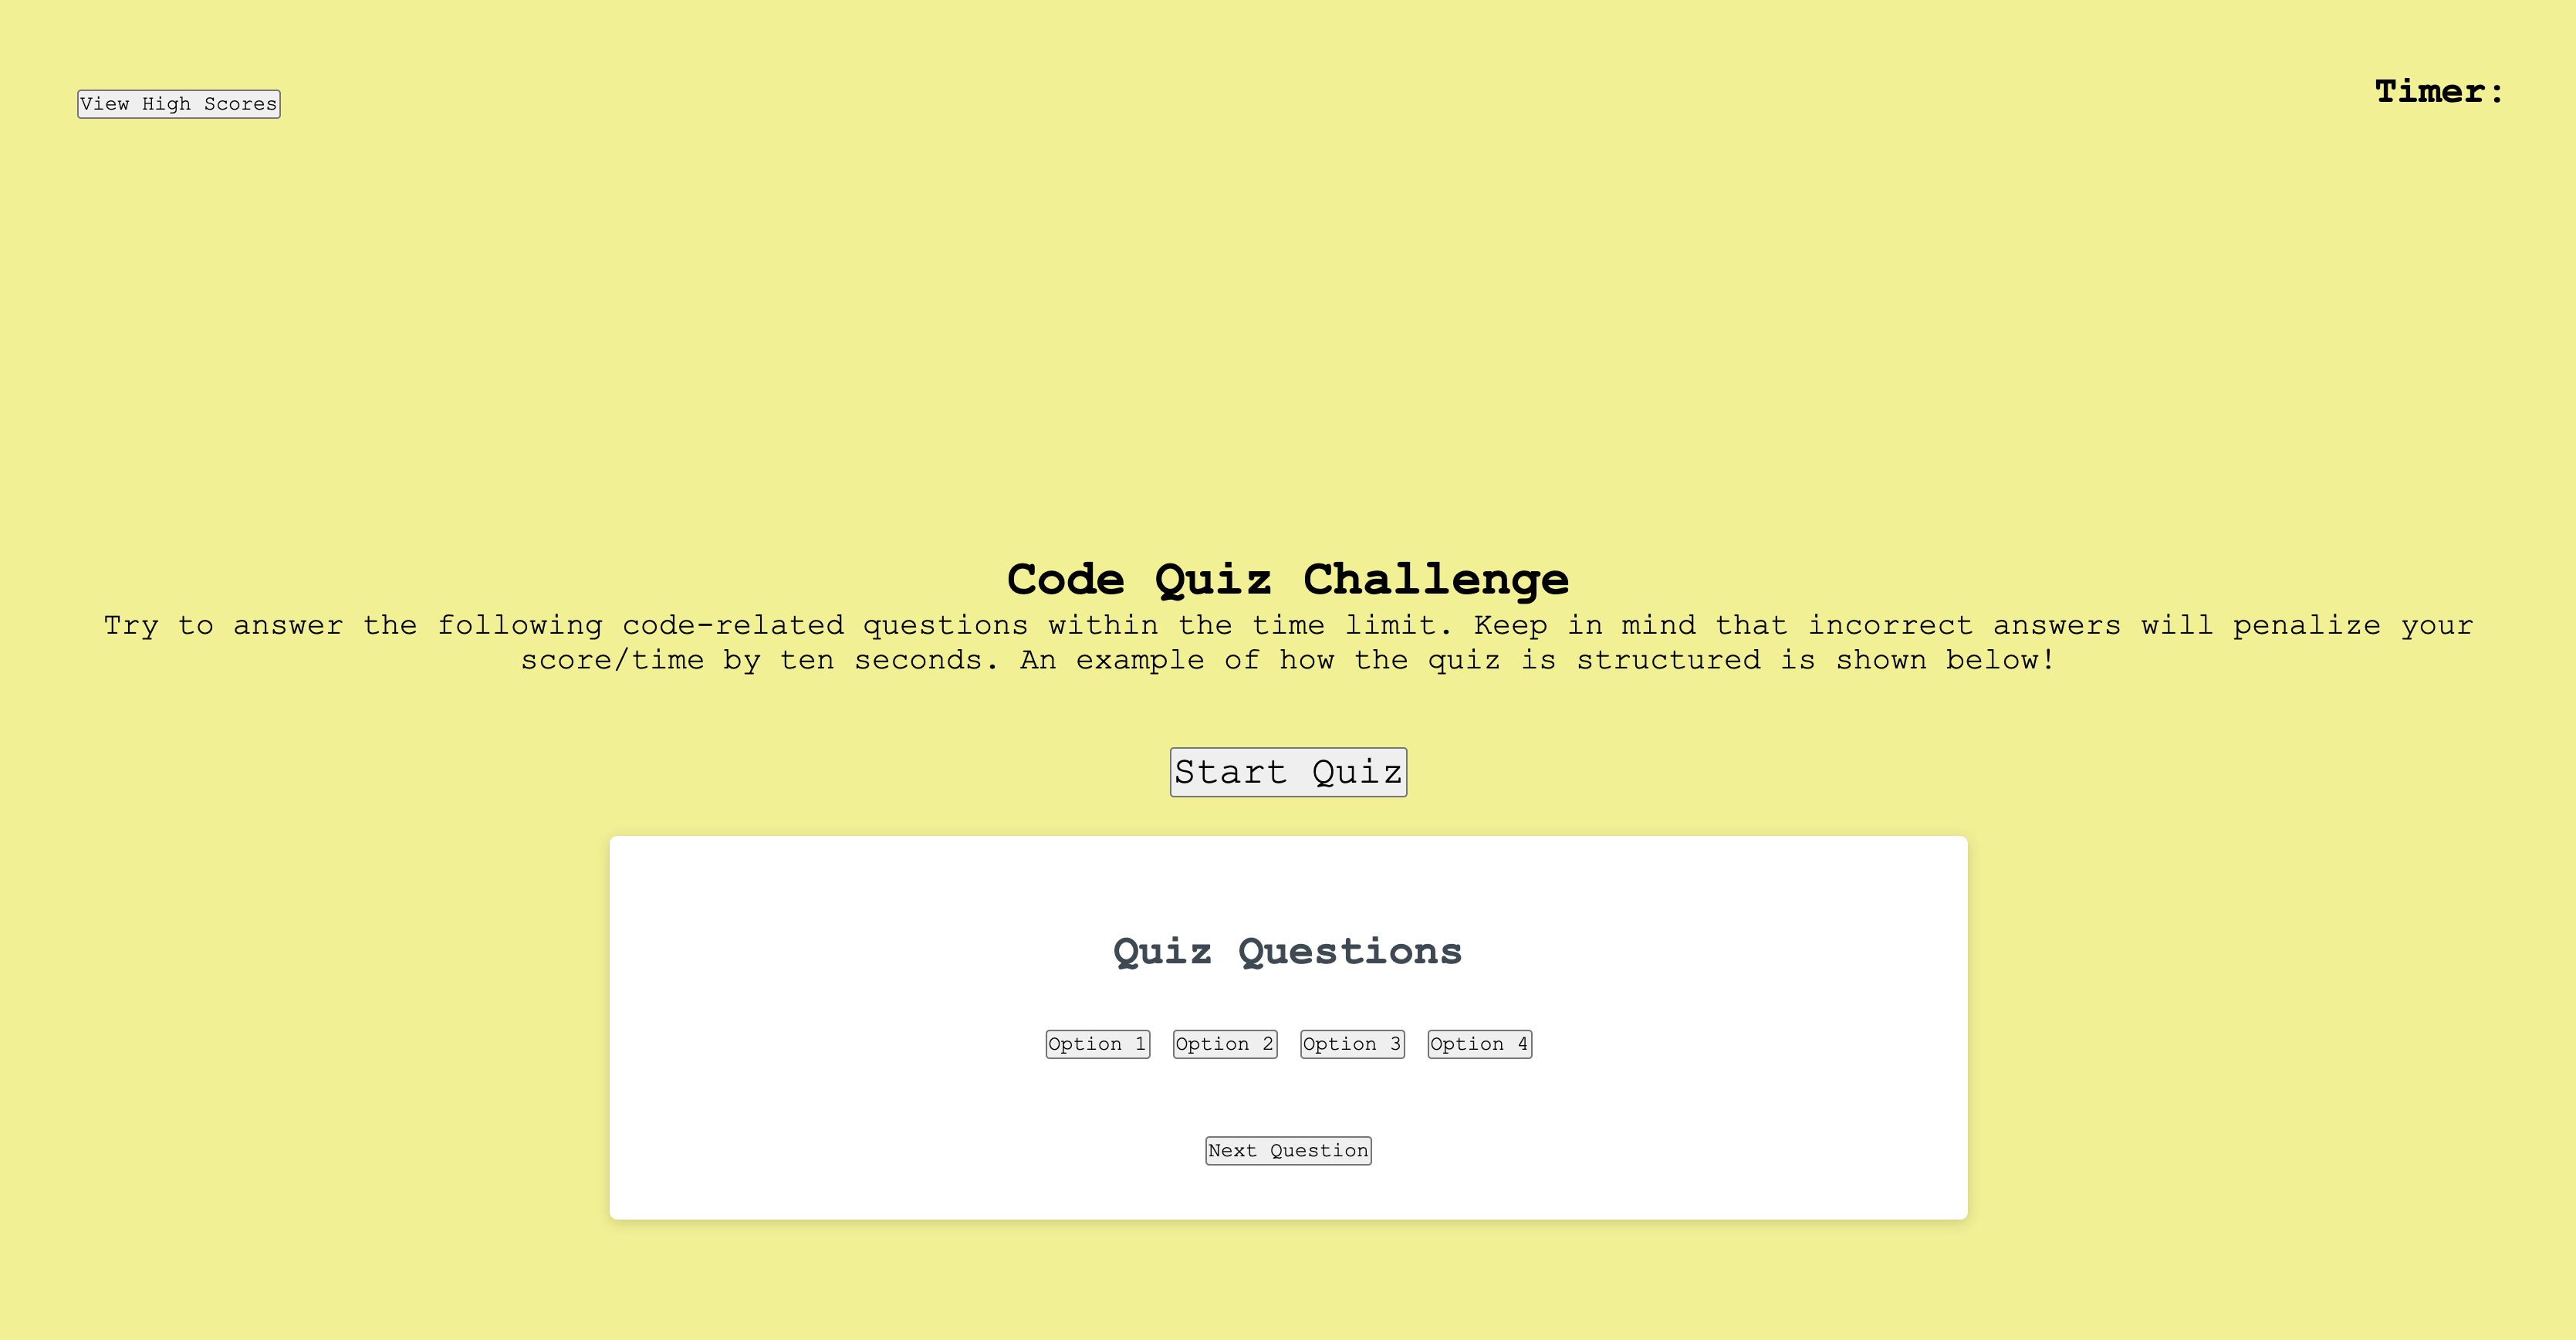 View High Scores
Timer:
Code Quiz Challenge
Try to answer the following code-related questions within the time limit. Keep in mind that incorrect answers will penalize your
score/time by ten seconds. An example of how the quiz is structured is shown below!
Start Quiz
Quiz Questions
Option 1 Option 2 Option 3 Option 4
Next Question